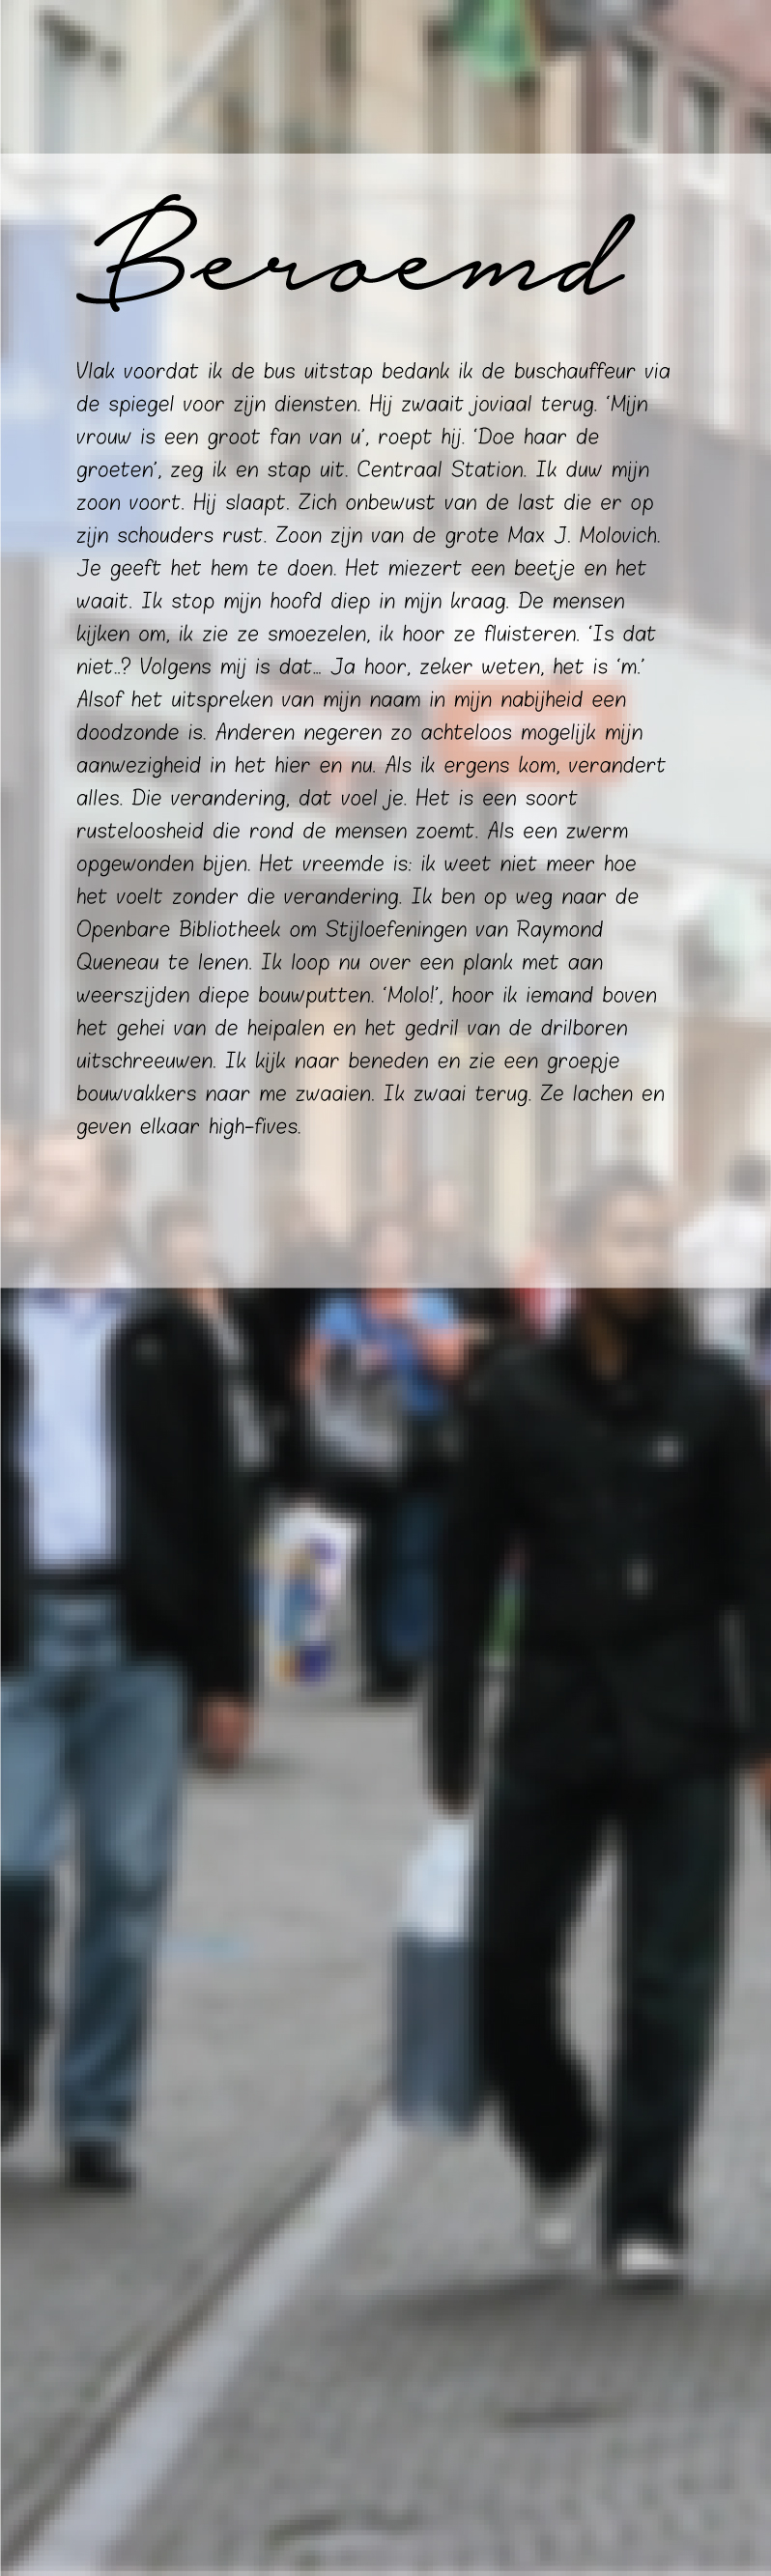 Beroemd
Vlak voordat ik de bus uitstap bedank ik de buschauffeur via
de spiegel voor zijn diensten. Hij zwaait joviaal terug. ‘Mijn
vrouw is een groot fan van u’, roept hij. ‘Doe haar de
groeten’, zeg ik en stap uit. Centraal Station. Ik duw mijn
zoon voort. Hij slaapt. Zich onbewust van de last die er op
zijn schouders rust. Zoon zijn van de grote Max J. Molovich.
Je geeft het hem te doen. Het miezert een beetje en het
waait. Ik stop mijn hoofd diep in mijn kraag. De mensen
kijken om, ik zie ze smoezelen, ik hoor ze fluisteren. ‘Is dat
niet..? Volgens mij is dat… Ja hoor, zeker weten, het is ‘m.’
Alsof het uitspreken van mijn naam in mijn nabijheid een
doodzonde is. Anderen negeren zo achteloos mogelijk mijn
aanwezigheid in het hier en nu. Als ik ergens kom, verandert
alles. Die verandering, dat voel je. Het is een soort
rusteloosheid die rond de mensen zoemt. Als een zwerm
opgewonden bijen. Het vreemde is: ik weet niet meer hoe
het voelt zonder die verandering. Ik ben op weg naar de
Openbare Bibliotheek om Stijloefeningen van Raymond
Queneau te lenen. Ik loop nu over een plank met aan
weerszijden diepe bouwputten. ‘Molo!’, hoor ik iemand boven
het gehei van de heipalen en het gedril van de drilboren
uitschreeuwen. Ik kijk naar beneden en zie een groepje
bouwvakkers naar me zwaaien. Ik zwaai terug. Ze lachen en
geven elkaar high-fives.